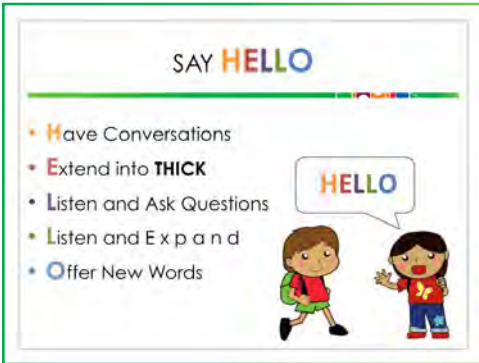 SAY HELLO
• Have Conversations
• Extend into THICK
• Listen and Ask Questions
• Listen and E x p a n d
• Offer New Words
HELLO